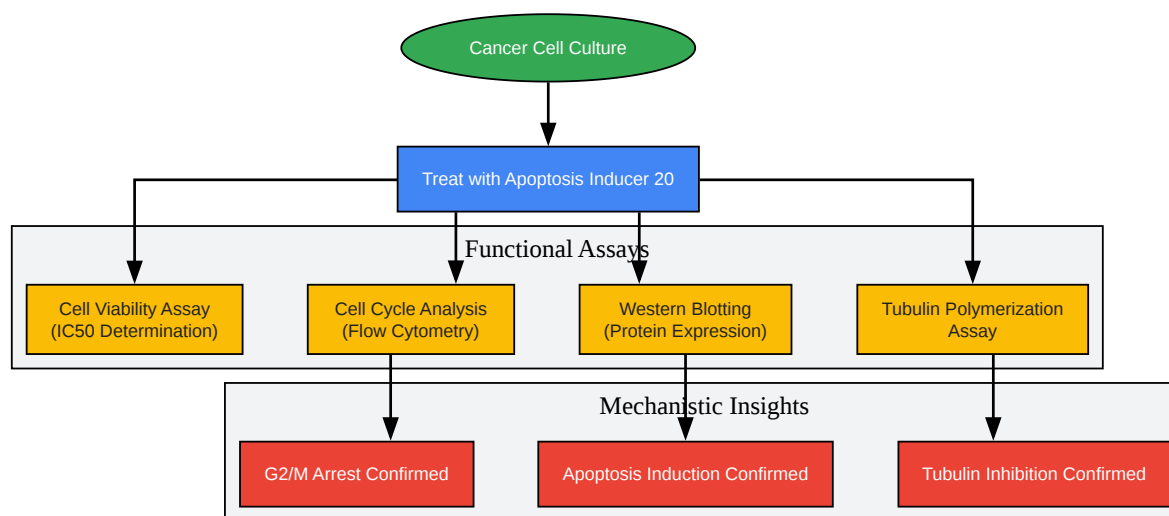 Cancer Cell Culture
Treat with Apoptosis Inducer 20
Functional Assays
Cell Viability Assay
(IC50 Determination)
Cell Cycle Analysis
(Flow Cytometry)
Western Blotting
(Protein Expression)
Tubulin Polymerization
Assay
Mechanistic Insights
G2/M Arrest Confirmed
Apoptosis Induction Confirmed
Tubulin Inhibition Confirmed